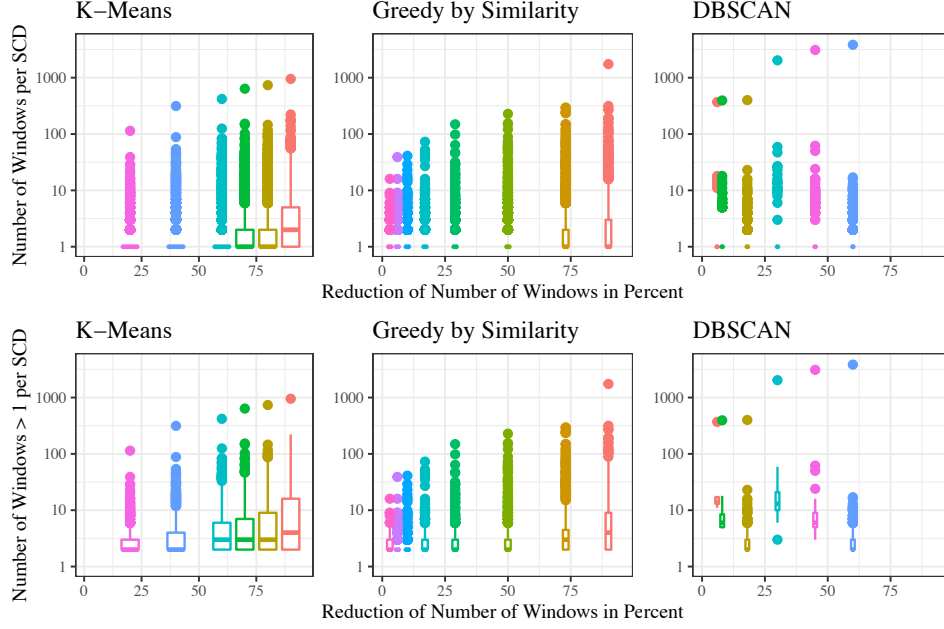 K−Means Greedy by Similarity DBSCAN
Number of Windows per SCD
1000 1000 1000
100 100 100
10 10 10
1 1 1
0 25 50 75 0 25 50 75 0 25 50 75
Reduction of Number of Windows in Percent
K−Means Greedy by Similarity DBSCAN
Number of Windows > 1 per SCD
1000 1000 1000
100 100 100
10 10 10
1 1 1
0 25 50 75 0 25 50 75 0 25 50 75
Reduction of Number of Windows in Percent